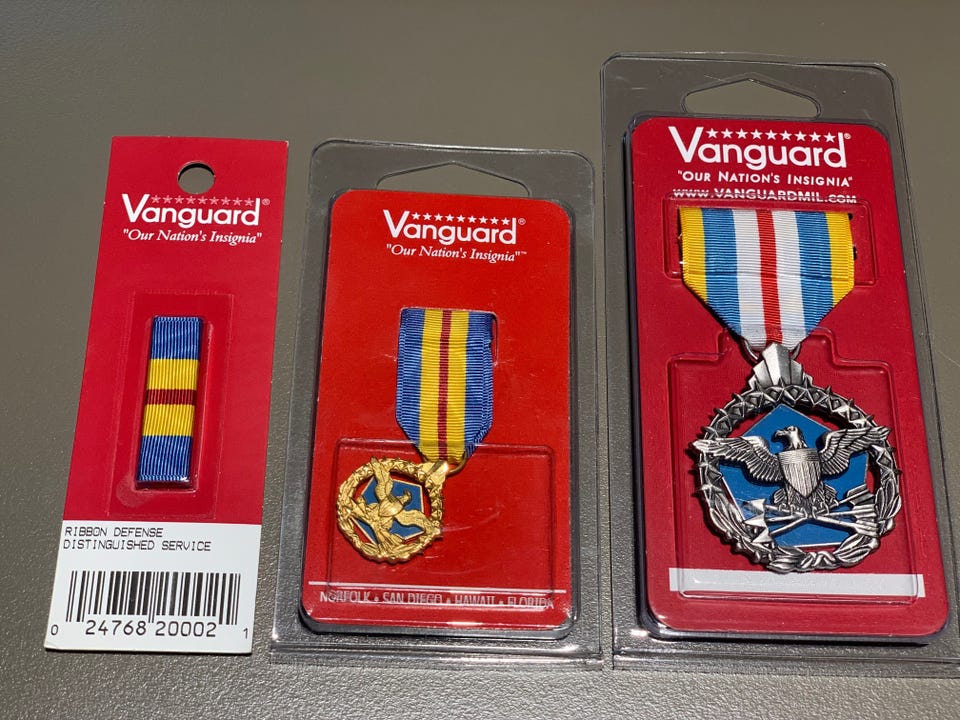 Vanguard®
"Our Nation's Insignia"
RIBBON DEFENSE
DISTINGUISHED SERVICE
0 24768 20002 1
Vanguard®
"Our Nation's Insignia"™
NORFOLK • SAN DIEGO • HAWAII • FLORIDA
Vanguard®
"OUR NATION'S INSIGNIA"
WWW.VANGUARDMIL.COM